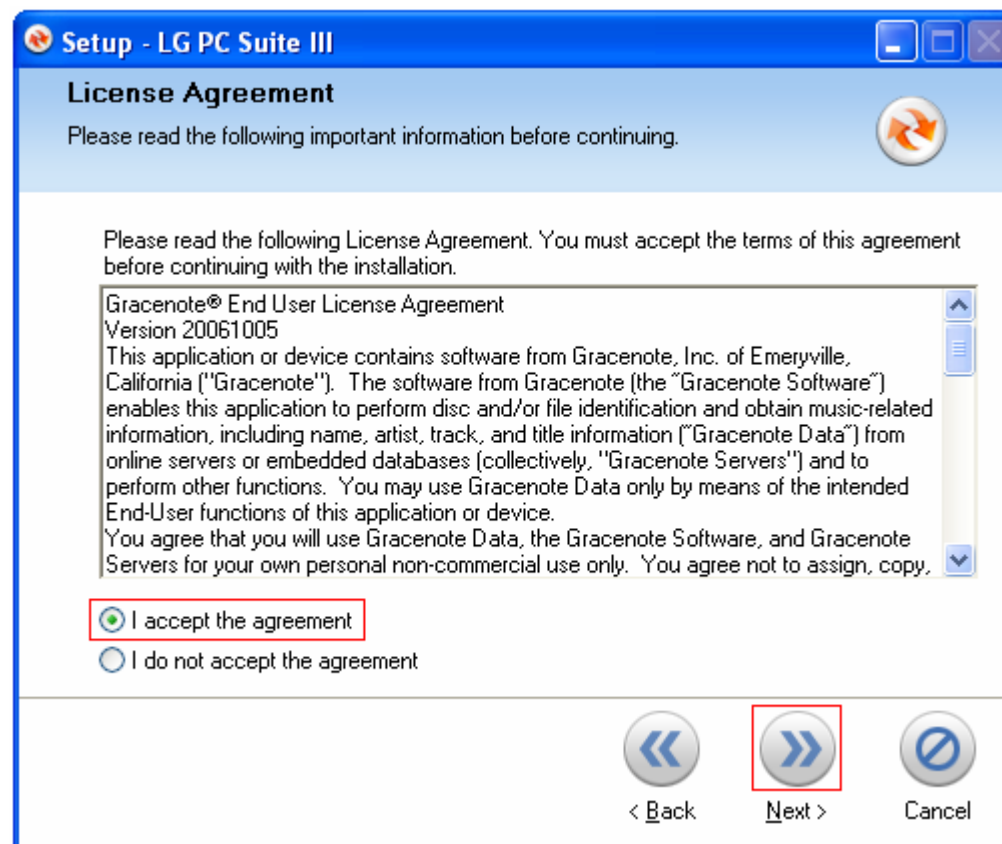 Setup - LG PC Suite III
License Agreement
Please read the following important information before continuing.
Please read the following License Agreement. You must accept the terms of this agreement
before continuing with the installation.
Gracenote® End User License Agreement
Version 20061005
This application or device contains software from Gracenote, Inc. of Emeryville,
California ("Gracenote").  The software from Gracenote (the "Gracenote Software")
enables this application to perform disc and/or file identification and obtain music-related
information, including name, artist, track, and title information ("Gracenote Data") from
online servers or embedded databases (collectively, "Gracenote Servers") and to
perform other functions.  You may use Gracenote Data only by means of the intended
End-User functions of this application or device.
You agree that you will use Gracenote Data, the Gracenote Software, and Gracenote
Servers for your own personal non-commercial use only.  You agree not to assign, copy,
I accept the agreement
I do not accept the agreement
< Back Next > Cancel